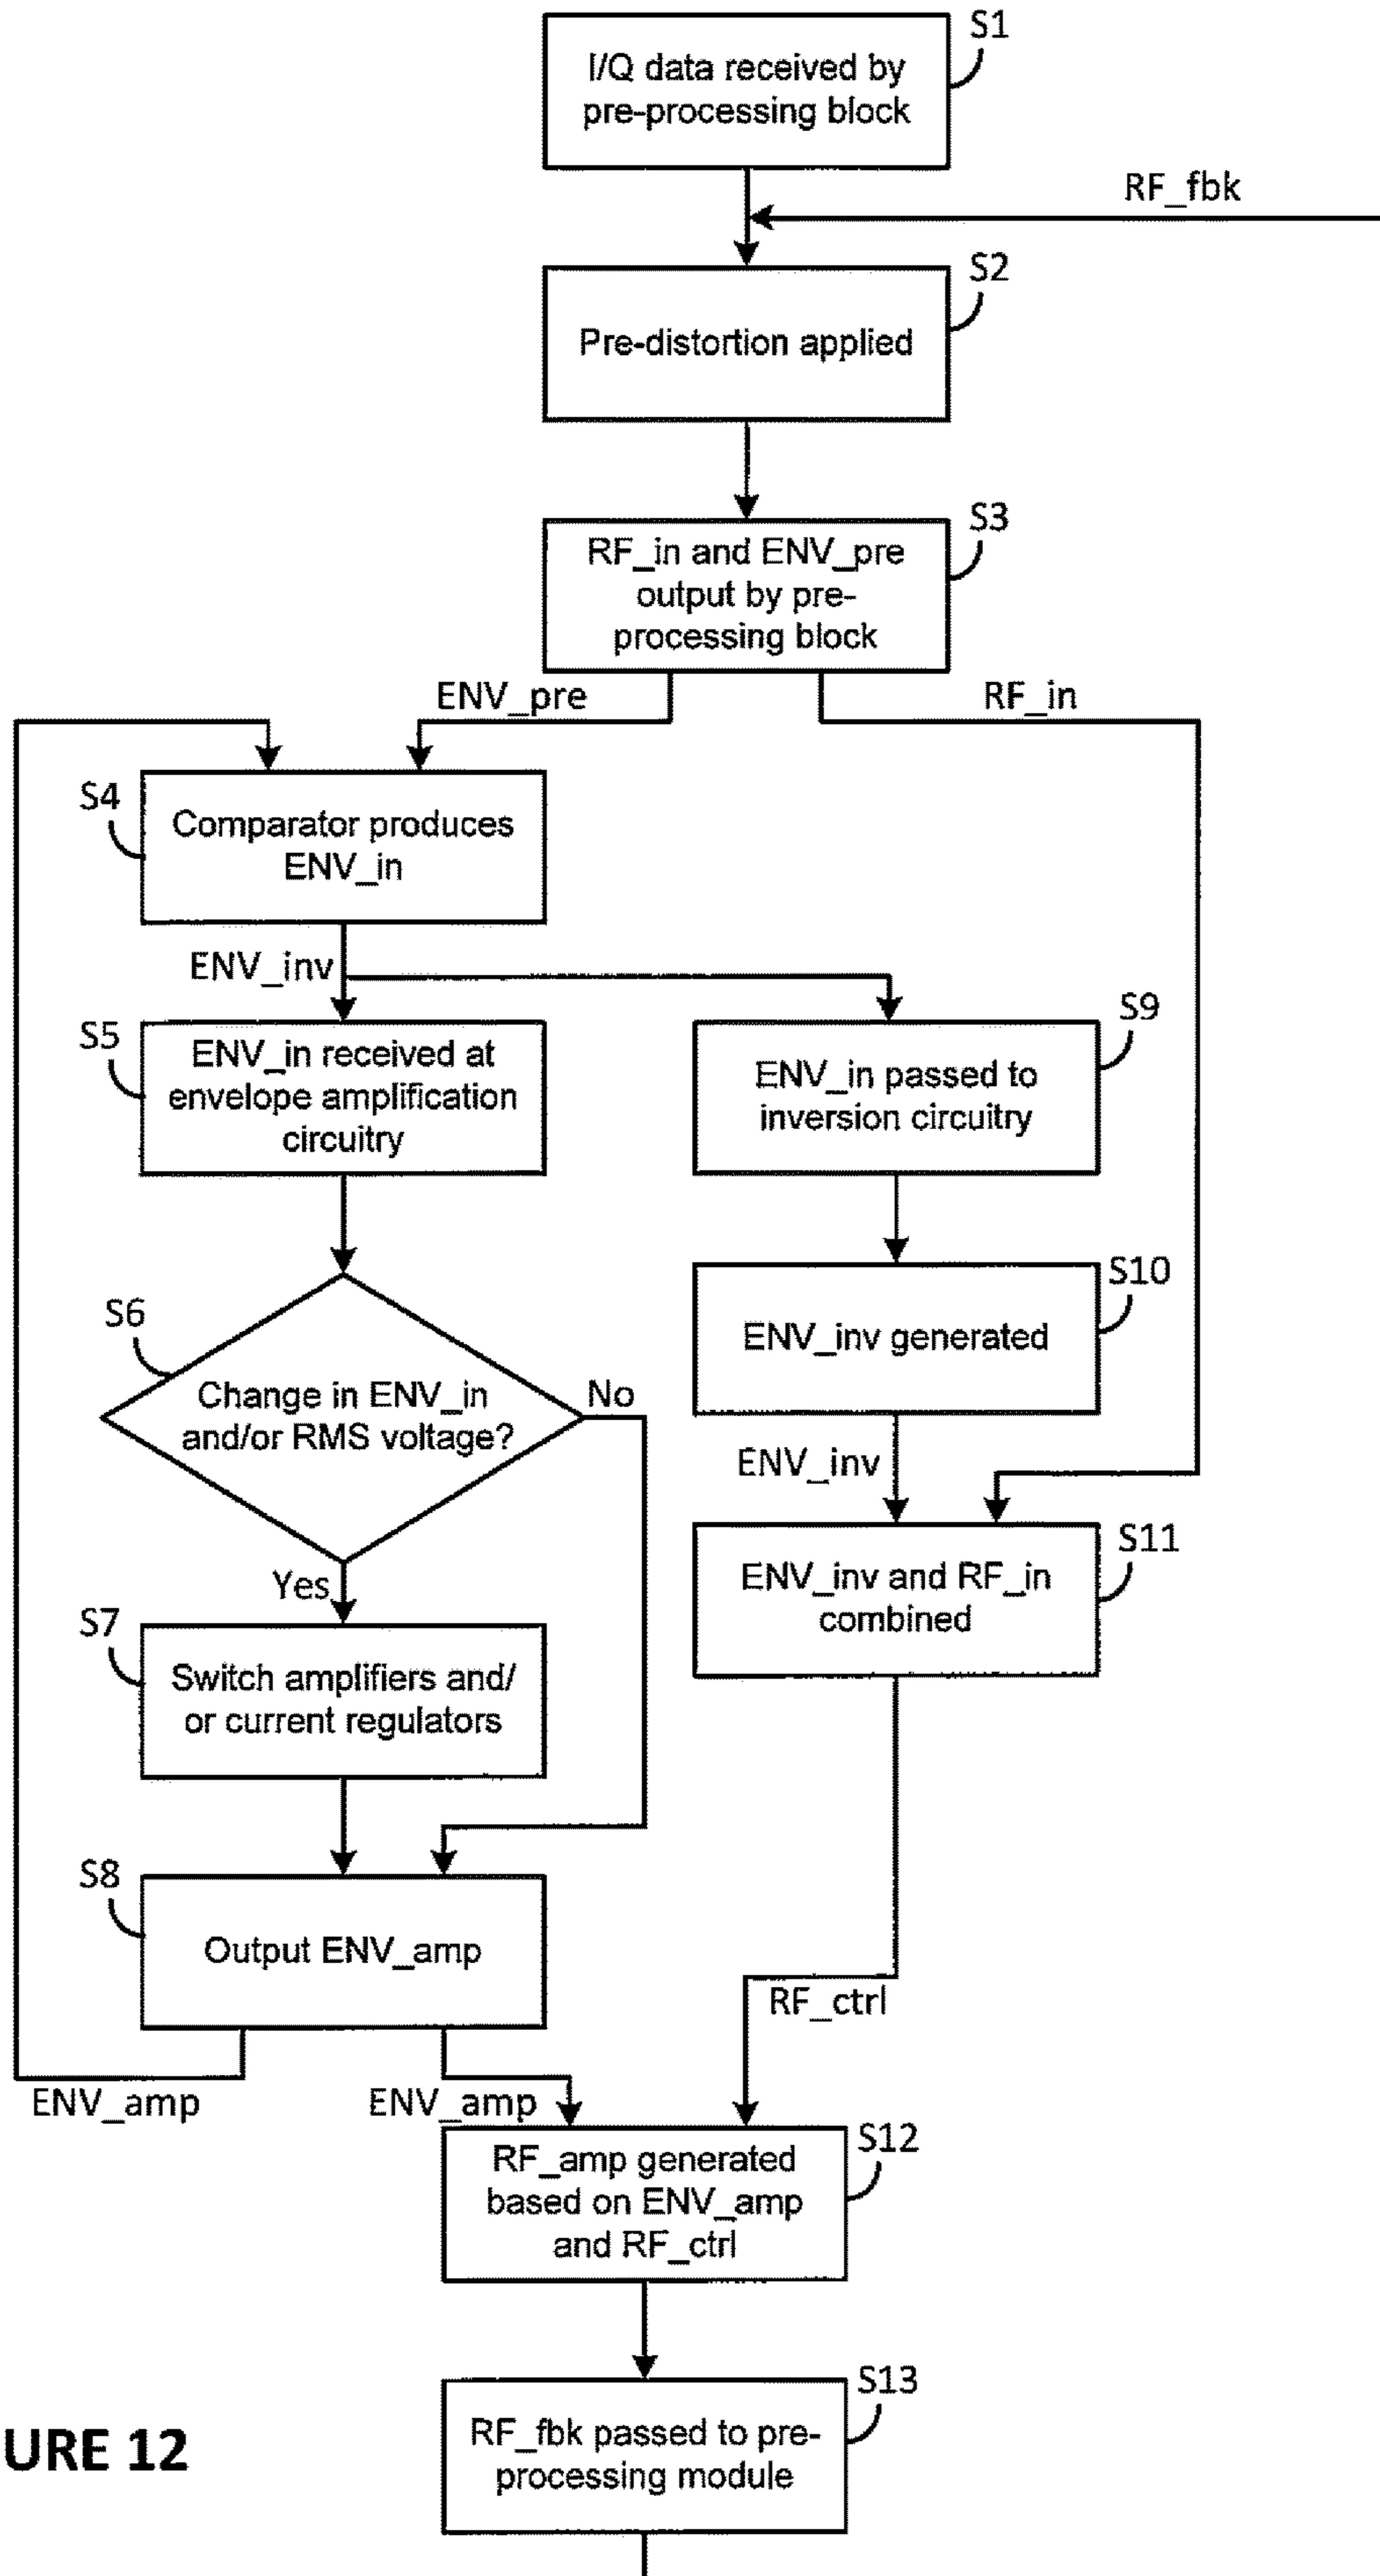 S1
I/Q data received by
pre-processing block
RF_fbk
S2
Pre-distortion applied
S3
RF_in and ENV_pre
output by pre-
processing block
ENV_pre
RF_in
S4
Comparator produces
ENV_in
ENV_inv
S5
ENV_in received at
envelope amplification
circuitry
S9
ENV_in passed to
inversion circuitry
S6
Change in ENV_in
and/or RMS voltage?
No
Yes
S10
ENV_inv generated
ENV_inv
S11
ENV_inv and RF_in
combined
S7
Switch amplifiers and/
or current regulators
S8
Output ENV_amp
RF_ctrl
ENV_amp
ENV_amp
S12
RF_amp generated
based on ENV_amp
and RF_ctrl
S13
RF_fbk passed to pre-
processing module
URE 12